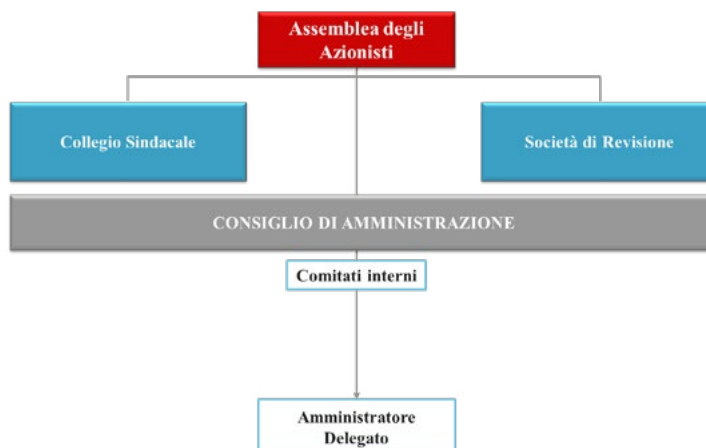 Assemblea degli
Azionisti
Collegio Sindacale
Società di Revisione
CONSIGLIO DI AMMINISTRAZIONE
Comitati interni
Amministratore
Delegato